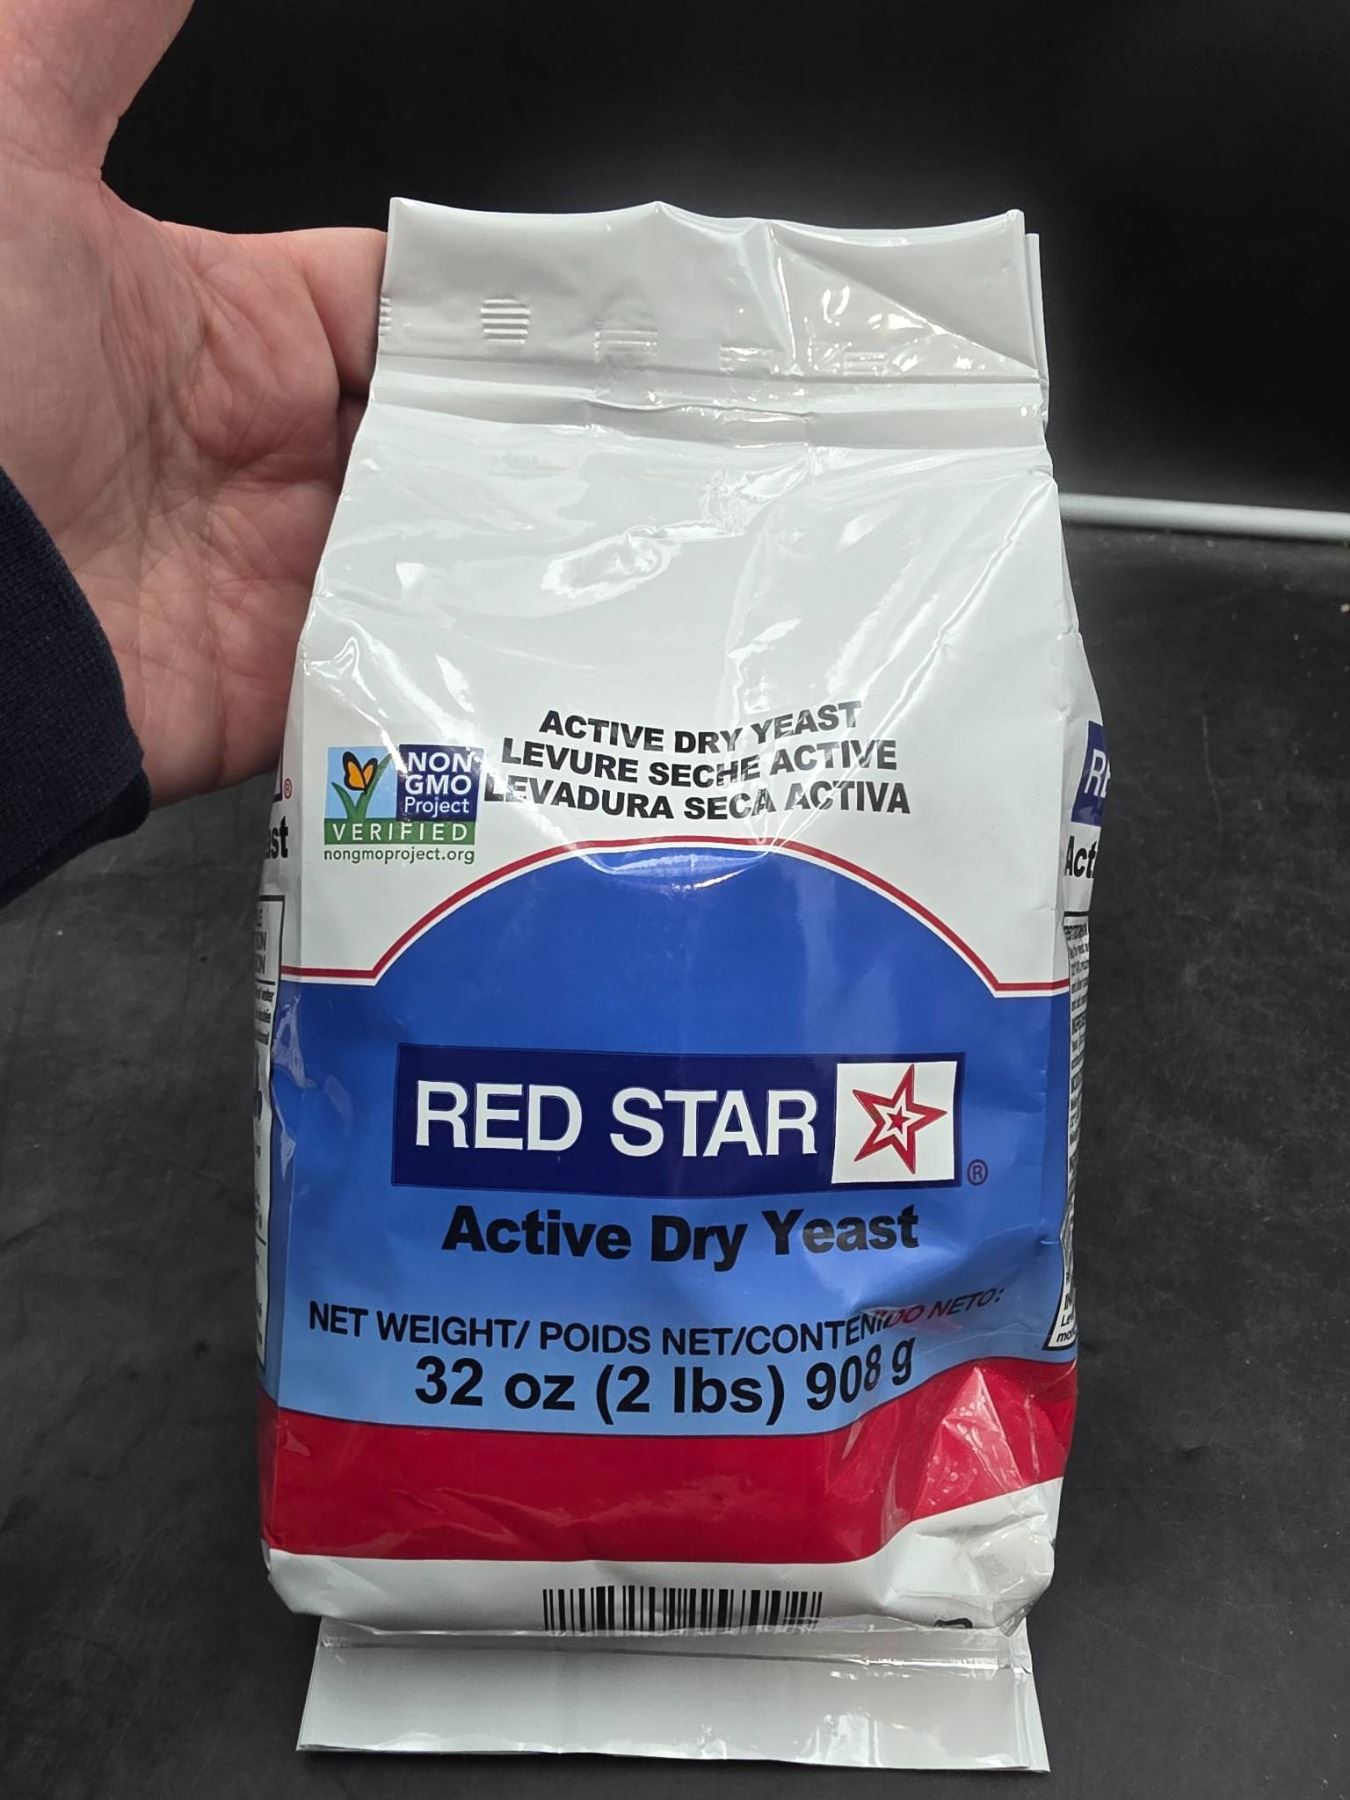 ACTIVE DRY YEAST
LEVURE SECHE ACTIVE
LEVADURA SECA ACTIVA
NON
GMO
Project
VERIFIED
nongmoproject.org
RED STAR
®
Active Dry Yeast
NET WEIGHT/ POIDS NET/CONTENIDO NETO:
32 oz (2 lbs) 908 g